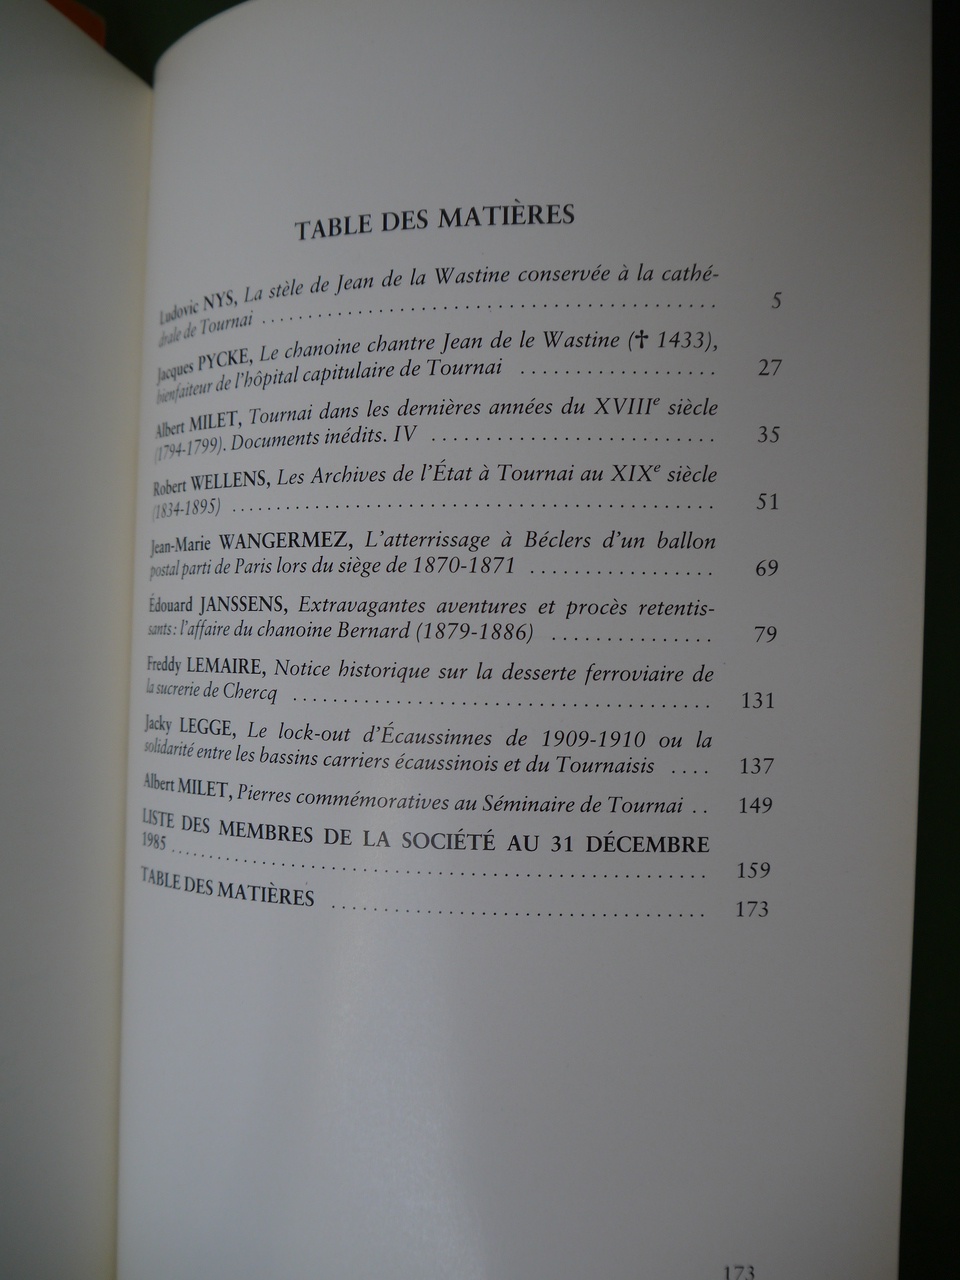 TABLE DES MATIÈRES
Ludovic NYS, La stèle de Jean de la Wastine conservée à la cathé-
drale de Tournai ........................................ 5
Jacques PYCKE, Le chanoine chantre Jean de le Wastine († 1433),
bienfaiteur de l'hôpital capitulaire de Tournai ................. 27
Albert MILET, Tournai dans les dernières années du XVIIIe siècle
(1794-1799). Documents inédits. IV ........................ 35
Robert WELLENS, Les Archives de l'État à Tournai au XIXe siècle
(1834-1895) .......................................... 51
Jean-Marie WANGERMEZ, L'atterrissage à Béclers d'un ballon
postal parti de Paris lors du siège de 1870-1871 ................ 69
Édouard JANSSENS, Extravagantes aventures et procès retentis-
sants : l'affaire du chanoine Bernard (1879-1886) .............. 79
Freddy LEMAIRE, Notice historique sur la desserte ferroviaire de
la sucrerie de Chercq .................................... 131
Jacky LEGGE, Le lock-out d'Écaussinnes de 1909-1910 ou la
solidarité entre les bassins carriers écaussinois et du Tournaisis .... 137
Albert MILET, Pierres commémoratives au Séminaire de Tournai .. 149
LISTE DES MEMBRES DE LA SOCIÉTÉ AU 31 DÉCEMBRE
1985 ................................................ 159
TABLE DES MATIÈRES ................................ 173
173